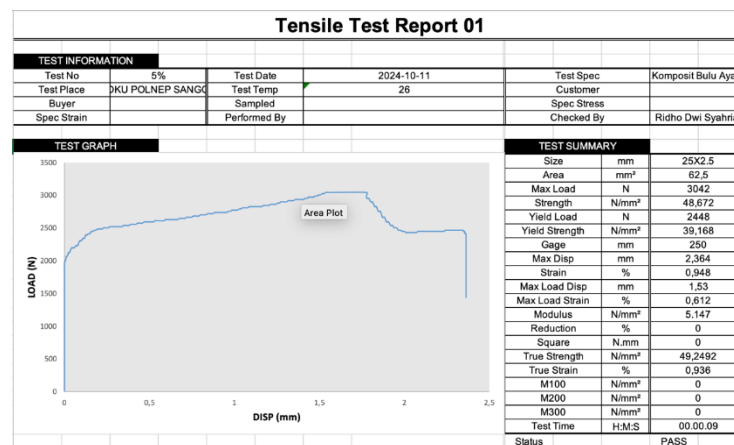 Tensile Test Report 01
TEST INFORMATION
Test No 5% Test Date 2024-10-11 Test Spec Komposit Bulu Aya
Test Place OKU POLNEP SANGG Test Temp 26 Customer
Buyer Sampled Spec Stress
Spec Strain Performed By Checked By Ridho Dwi Syahria
TEST GRAPH
3500
3000
2500
2000
1500
1000
500
0
LOAD (N)
Area Plot
0 0,5 1 1,5 2 2,5
DISP (mm)
TEST SUMMARY
Size mm 25X2.5
Area mm² 62,5
Max Load N 3042
Strength N/mm² 48,672
Yield Load N 2448
Yield Strength N/mm² 39,168
Gage mm 250
Max Disp mm 2,364
Strain % 0,948
Max Load Disp mm 1,53
Max Load Strain % 0,612
Modulus N/mm² 5.147
Reduction % 0
Square N.mm 0
True Strength N/mm² 49,2492
True Strain % 0,936
M100 N/mm² 0
M200 N/mm² 0
M300 N/mm² 0
Test Time H:M:S 00.00.09
Status PASS